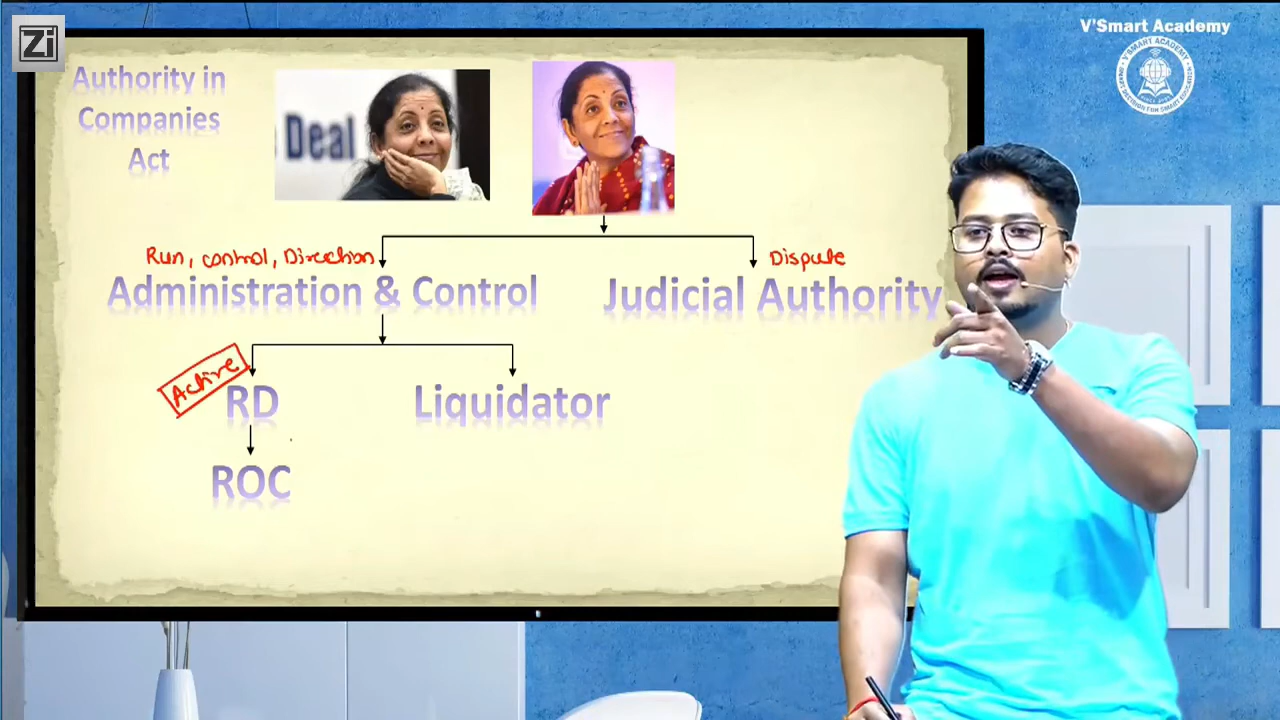 Zi
V'Smart Academy
Authority in
Companies
Act
Deal
Run, control, Direction
Dispute
Administration & Control
Judicial Authority
Active
RD
Liquidator
ROC